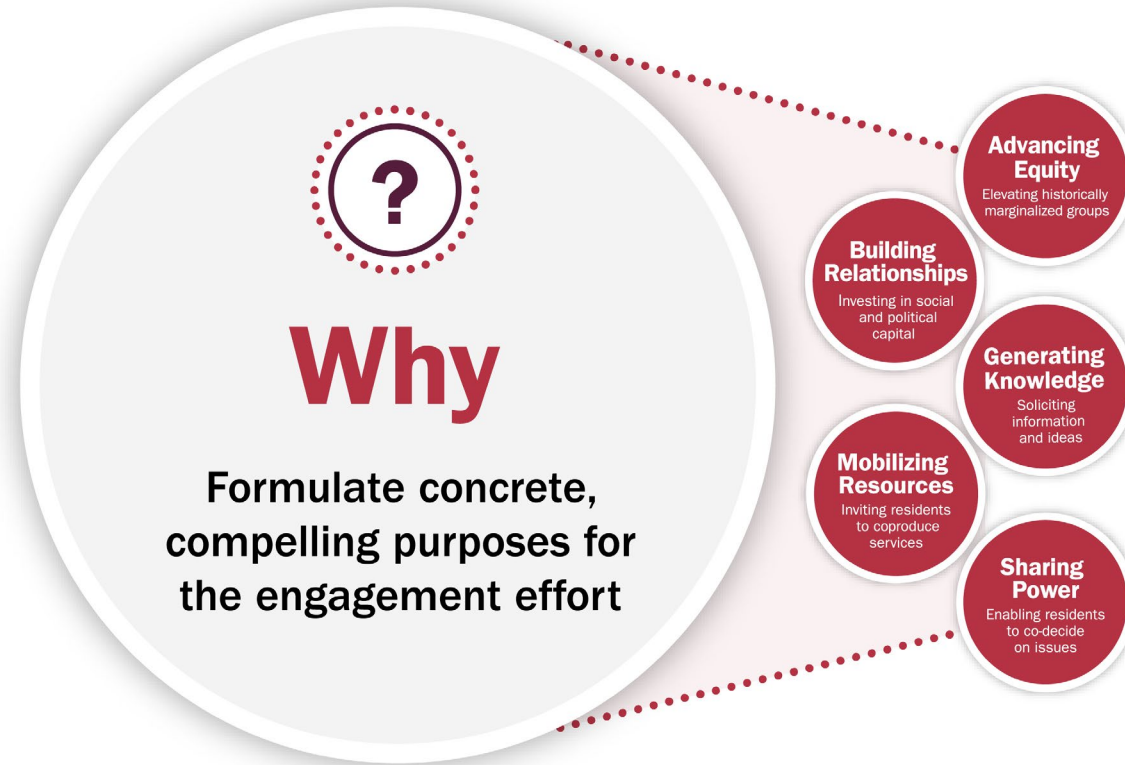 ?
Why
Formulate concrete,
compelling purposes for
the engagement effort
Advancing
Equity
Elevating historically
marginalized groups
Building
Relationships
Investing in social
and political
capital
Generating
Knowledge
Soliciting
information
and ideas
Mobilizing
Resources
Inviting residents
to coproduce
services
Sharing
Power
Enabling residents
to co-decide
on issues